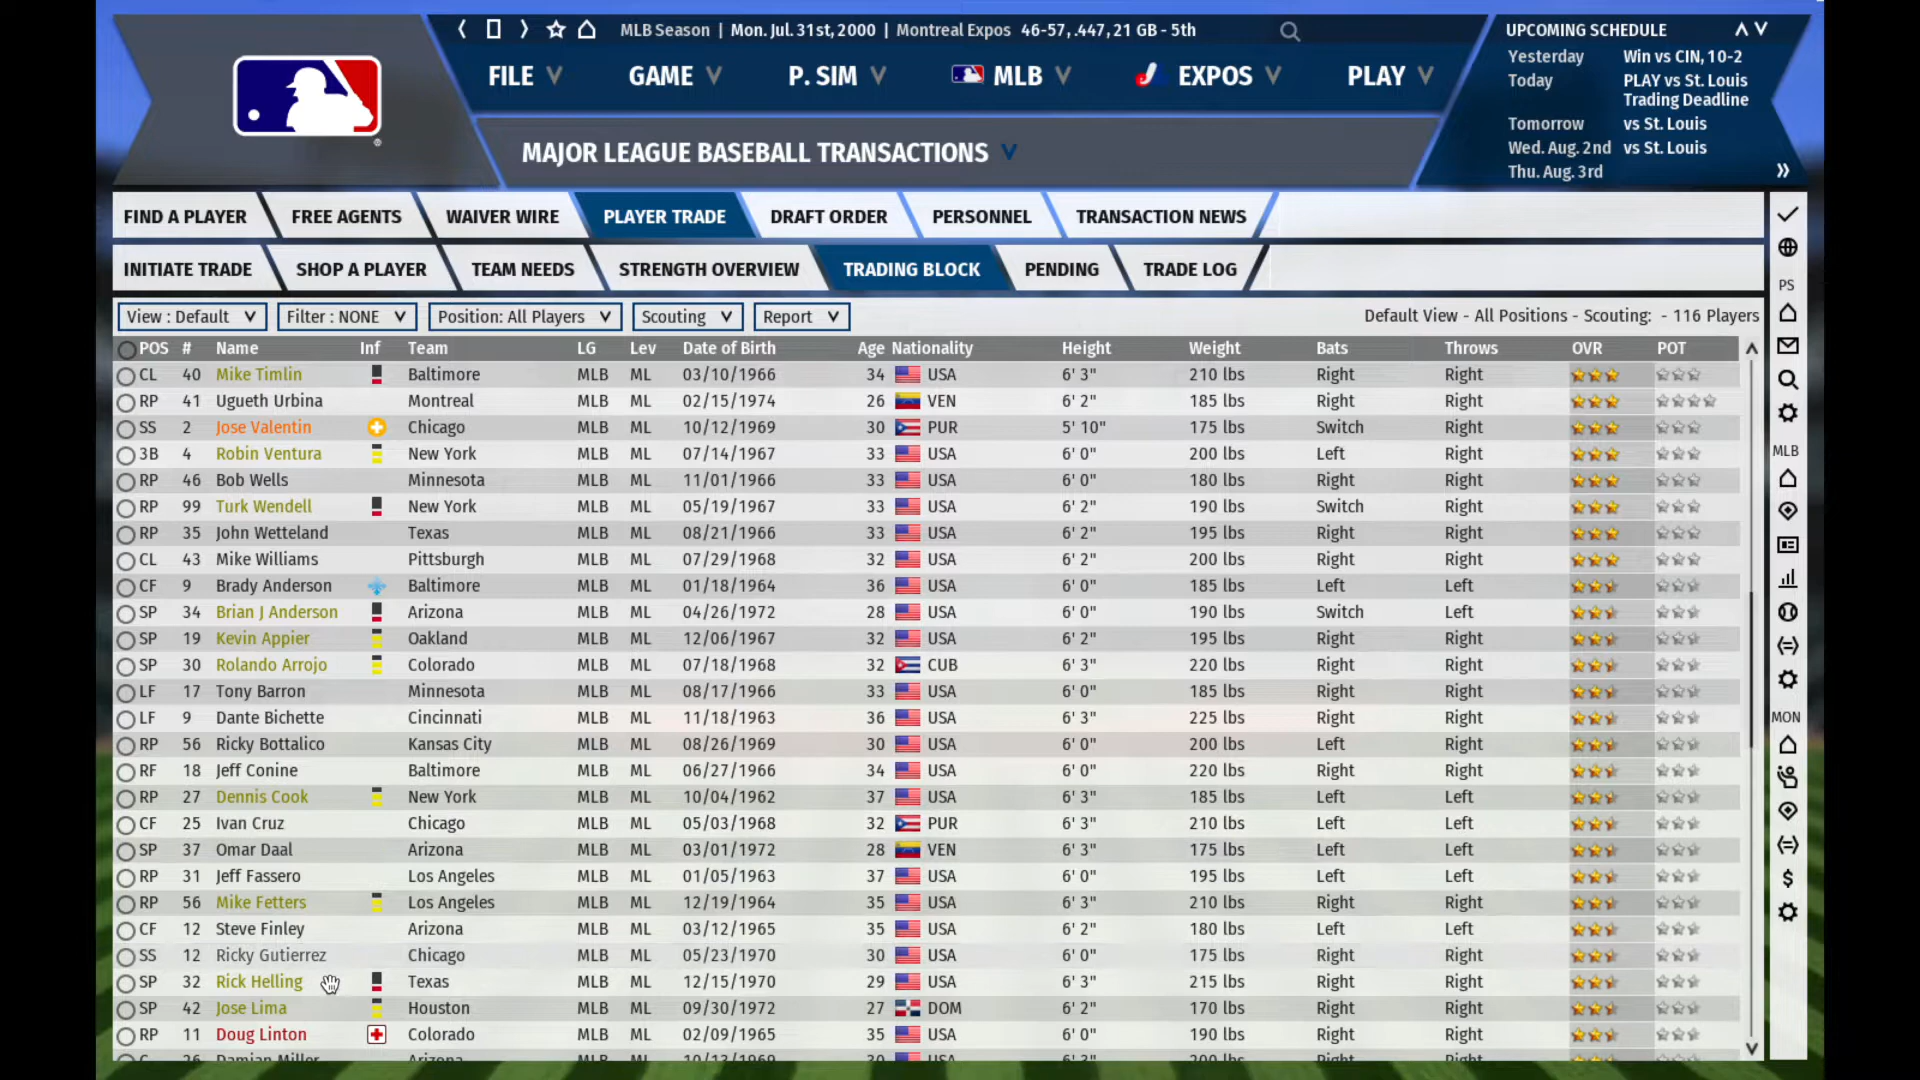 MLB Season | Mon. Jul. 31st, 2000 | Montreal Expos 46-57, .447, 21 GB - 5th
FILE GAME P. SIM MLB EXPOS PLAY
MAJOR LEAGUE BASEBALL TRANSACTIONS
UPCOMING SCHEDULE
Yesterday Win vs CIN, 10-2
Today PLAY vs St. Louis
Trading Deadline
Tomorrow vs St. Louis
Wed. Aug. 2nd vs St. Louis
Thu. Aug. 3rd
FIND A PLAYER FREE AGENTS WAIVER WIRE PLAYER TRADE DRAFT ORDER PERSONNEL TRANSACTION NEWS
INITIATE TRADE SHOP A PLAYER TEAM NEEDS STRENGTH OVERVIEW TRADING BLOCK PENDING TRADE LOG
View : Default Filter : NONE Position: All Players Scouting Report Default View - All Positions - Scouting: - 116 Players
POS # Name Inf Team LG Lev Date of Birth Age Nationality Height Weight Bats Throws OVR POT
CL 40 Mike Timlin Baltimore MLB ML 03/10/1966 34 USA 6' 3" 210 lbs Right Right
RP 41 Ugueth Urbina Montreal MLB ML 02/15/1974 26 VEN 6' 2" 185 lbs Right Right
SS 2 Jose Valentin Chicago MLB ML 10/12/1969 30 PUR 5' 10" 175 lbs Switch Right
3B 4 Robin Ventura New York MLB ML 07/14/1967 33 USA 6' 0" 200 lbs Left Right
RP 46 Bob Wells Minnesota MLB ML 11/01/1966 33 USA 6' 0" 180 lbs Right Right
RP 99 Turk Wendell New York MLB ML 05/19/1967 33 USA 6' 2" 190 lbs Switch Right
RP 35 John Wetteland Texas MLB ML 08/21/1966 33 USA 6' 2" 195 lbs Right Right
CL 43 Mike Williams Pittsburgh MLB ML 07/29/1968 32 USA 6' 2" 200 lbs Right Right
CF 9 Brady Anderson Baltimore MLB ML 01/18/1964 36 USA 6' 0" 185 lbs Left Left
SP 34 Brian J Anderson Arizona MLB ML 04/26/1972 28 USA 6' 0" 190 lbs Switch Left
SP 19 Kevin Appier Oakland MLB ML 12/06/1967 32 USA 6' 2" 195 lbs Right Right
SP 30 Rolando Arrojo Colorado MLB ML 07/18/1968 32 CUB 6' 3" 220 lbs Right Right
LF 17 Tony Barron Minnesota MLB ML 08/17/1966 33 USA 6' 0" 185 lbs Right Right
LF 9 Dante Bichette Cincinnati MLB ML 11/18/1963 36 USA 6' 3" 225 lbs Right Right
RP 56 Ricky Bottalico Kansas City MLB ML 08/26/1969 30 USA 6' 0" 200 lbs Left Right
RF 18 Jeff Conine Baltimore MLB ML 06/27/1966 34 USA 6' 0" 220 lbs Right Right
RP 27 Dennis Cook New York MLB ML 10/04/1962 37 USA 6' 3" 185 lbs Left Left
CF 25 Ivan Cruz Chicago MLB ML 05/03/1968 32 PUR 6' 3" 210 lbs Left Left
SP 37 Omar Daal Arizona MLB ML 03/01/1972 28 VEN 6' 3" 175 lbs Left Left
RP 31 Jeff Fassero Los Angeles MLB ML 01/05/1963 37 USA 6' 0" 195 lbs Left Left
RP 56 Mike Fetters Los Angeles MLB ML 12/19/1964 35 USA 6' 3" 210 lbs Right Right
CF 12 Steve Finley Arizona MLB ML 03/12/1965 35 USA 6' 2" 180 lbs Left Left
SS 12 Ricky Gutierrez Chicago MLB ML 05/23/1970 30 USA 6' 0" 175 lbs Right Right
SP 32 Rick Helling Texas MLB ML 12/15/1970 29 USA 6' 3" 215 lbs Right Right
SP 42 Jose Lima Houston MLB ML 09/30/1972 27 DOM 6' 2" 170 lbs Right Right
RP 11 Doug Linton Colorado MLB ML 02/09/1965 35 USA 6' 0" 190 lbs Right Right
C 26 Damian Miller Arizona MLB ML 10/13/1969 30 USA 6' 3" 200 lbs Right Right
PS
MLB
MON
$